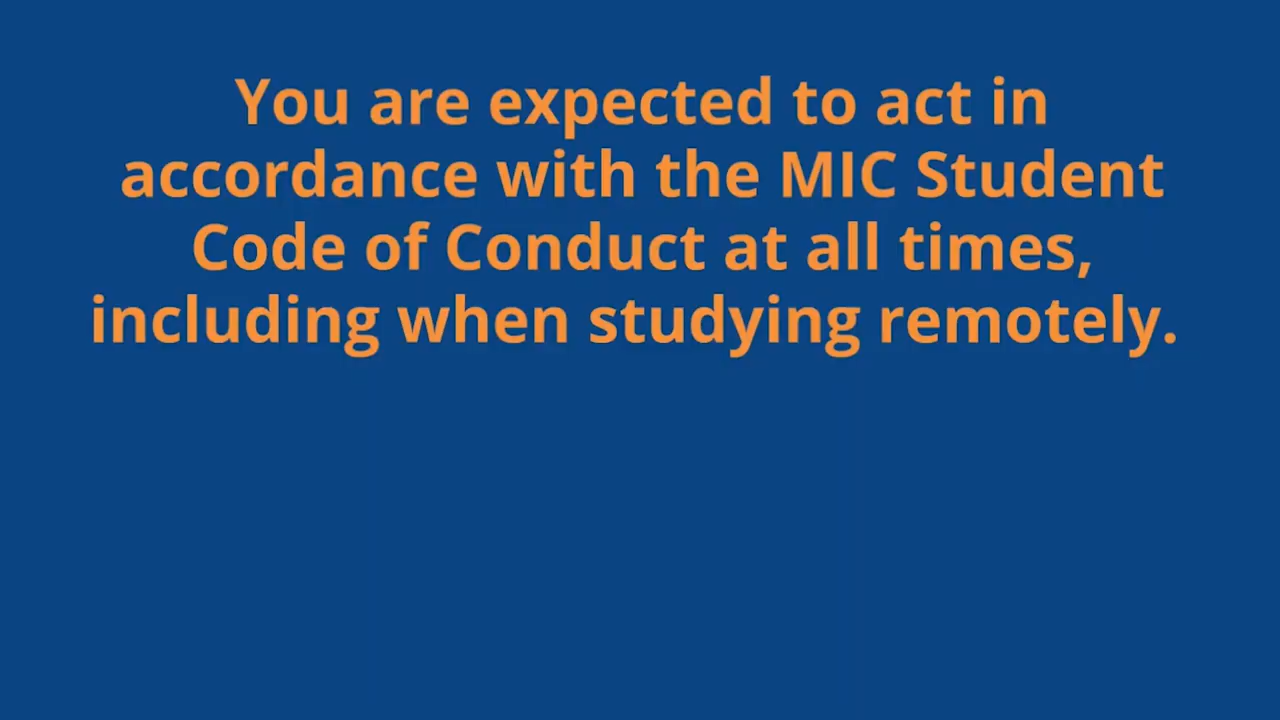 You are expected to act in
accordance with the MIC Student
Code of Conduct at all times,
including when studying remotely.